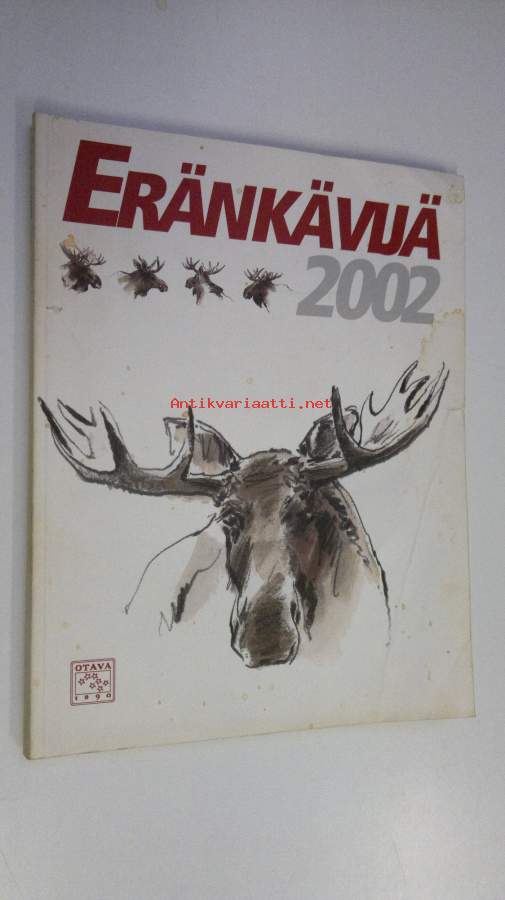 ERÄNKÄVIJÄ
2002
Antikvariaatti.net
OTAVA
1890